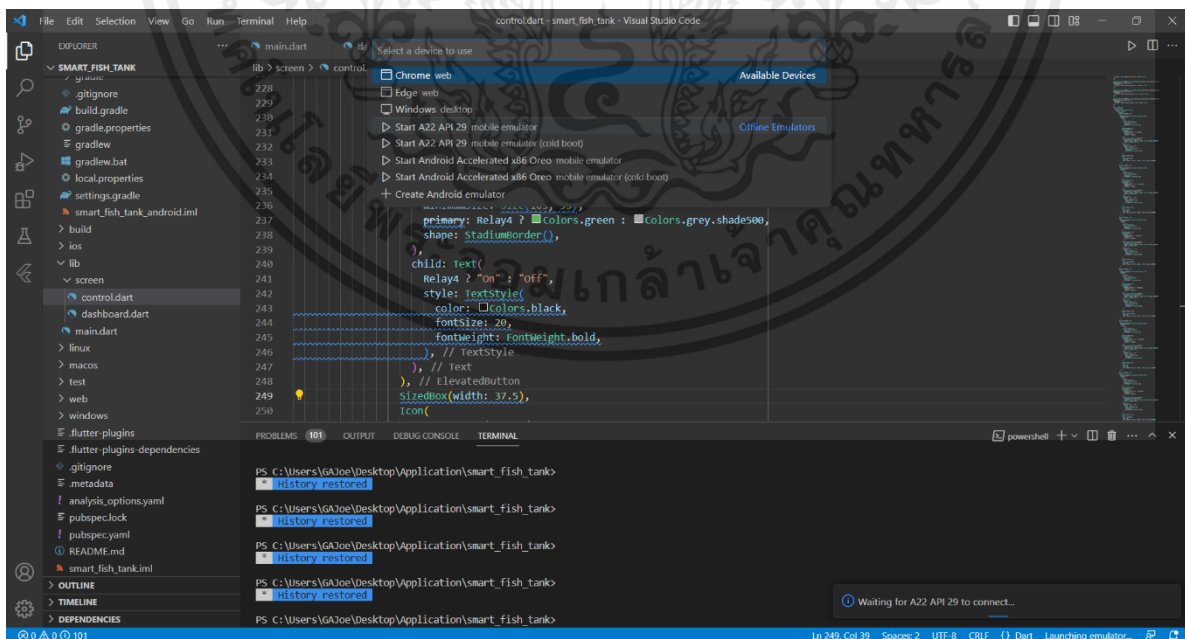 File Edit Selection View Go Run Terminal Help
control.dart - smart_fish_tank - Visual Studio Code
EXPLORER
SMART_FISH_TANK
gradle
.gitignore
build.gradle
gradle.properties
gradlew
gradlew.bat
local.properties
settings.gradle
smart_fish_tank_android.iml
build
ios
lib
screen
control.dart
dashboard.dart
main.dart
linux
macos
test
web
windows
.flutter-plugins
.flutter-plugins-dependencies
.gitignore
.metadata
analysis_options.yaml
pubspec.lock
pubspec.yaml
README.md
smart_fish_tank.iml
OUTLINE
TIMELINE
DEPENDENCIES
main.dart
lib > screen > control.
Select a device to use
Chrome web Available Devices
Edge web
Windows desktop
Start A22 API 29 mobile emulator Offline Emulators
Start A22 API 29 mobile emulator (cold boot)
Start Android Accelerated x86 Oreo mobile emulator
Start Android Accelerated x86 Oreo mobile emulator (cold boot)
+ Create Android emulator
228
229
230
231
232
233
234
235
236
237 primary: Relay4 ? Colors.green : Colors.grey.shade500,
238 shape: StadiumBorder(),
239 ),
240 child: Text(
241 Relay4 ? "On" : "Off",
242 style: TextStyle(
243 color: Colors.black,
244 fontSize: 20,
245 fontWeight: FontWeight.bold,
246 ), // TextStyle
247 ), // Text
248 ), // ElevatedButton
249 SizedBox(width: 37.5),
250 Icon(
PROBLEMS 101 OUTPUT DEBUG CONSOLE TERMINAL
powershell
PS C:\Users\GAJoe\Desktop\Application\smart_fish_tank>
* History restored
PS C:\Users\GAJoe\Desktop\Application\smart_fish_tank>
* History restored
PS C:\Users\GAJoe\Desktop\Application\smart_fish_tank>
* History restored
PS C:\Users\GAJoe\Desktop\Application\smart_fish_tank>
* History restored
PS C:\Users\GAJoe\Desktop\Application\smart_fish_tank>
Waiting for A22 API 29 to connect...
0 0 101
Ln 249, Col 39 Spaces: 2 UTF-8 CRLF {} Dart Launching emulator...